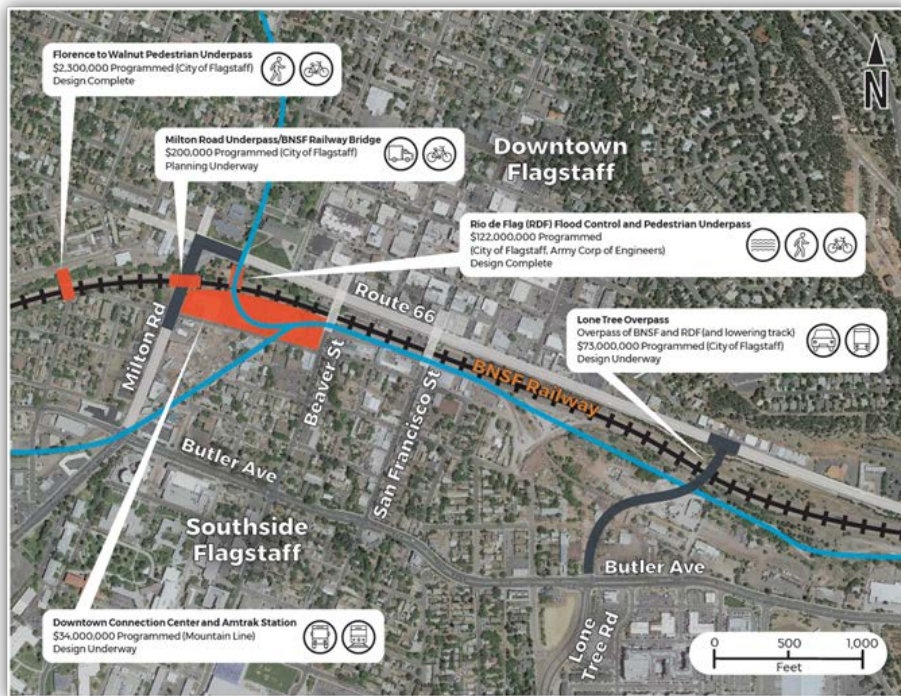 Florence to Walnut Pedestrian Underpass
$2,300,000 Programmed (City of Flagstaff)
Design Complete
N
Milton Road Underpass/BNSF Railway Bridge
$200,000 Programmed (City of Flagstaff)
Planning Underway
Downtown
Flagstaff
Rio de Flag (RDF) Flood Control and Pedestrian Underpass
$122,000,000 Programmed
(City of Flagstaff, Army Corp of Engineers)
Design Complete
Route 66
Lone Tree Overpass
Overpass of BNSF and RDF (and lowering track)
$73,000,000 Programmed (City of Flagstaff)
Design Underway
Milton Rd
Beaver St
San Francisco St
BNSF Railway
Butler Ave
Southside
Flagstaff
Butler Ave
Downtown Connection Center and Amtrak Station
$34,000,000 Programmed (Mountain Line)
Design Underway
Lone
Tree Rd
0 500 1,000
Feet